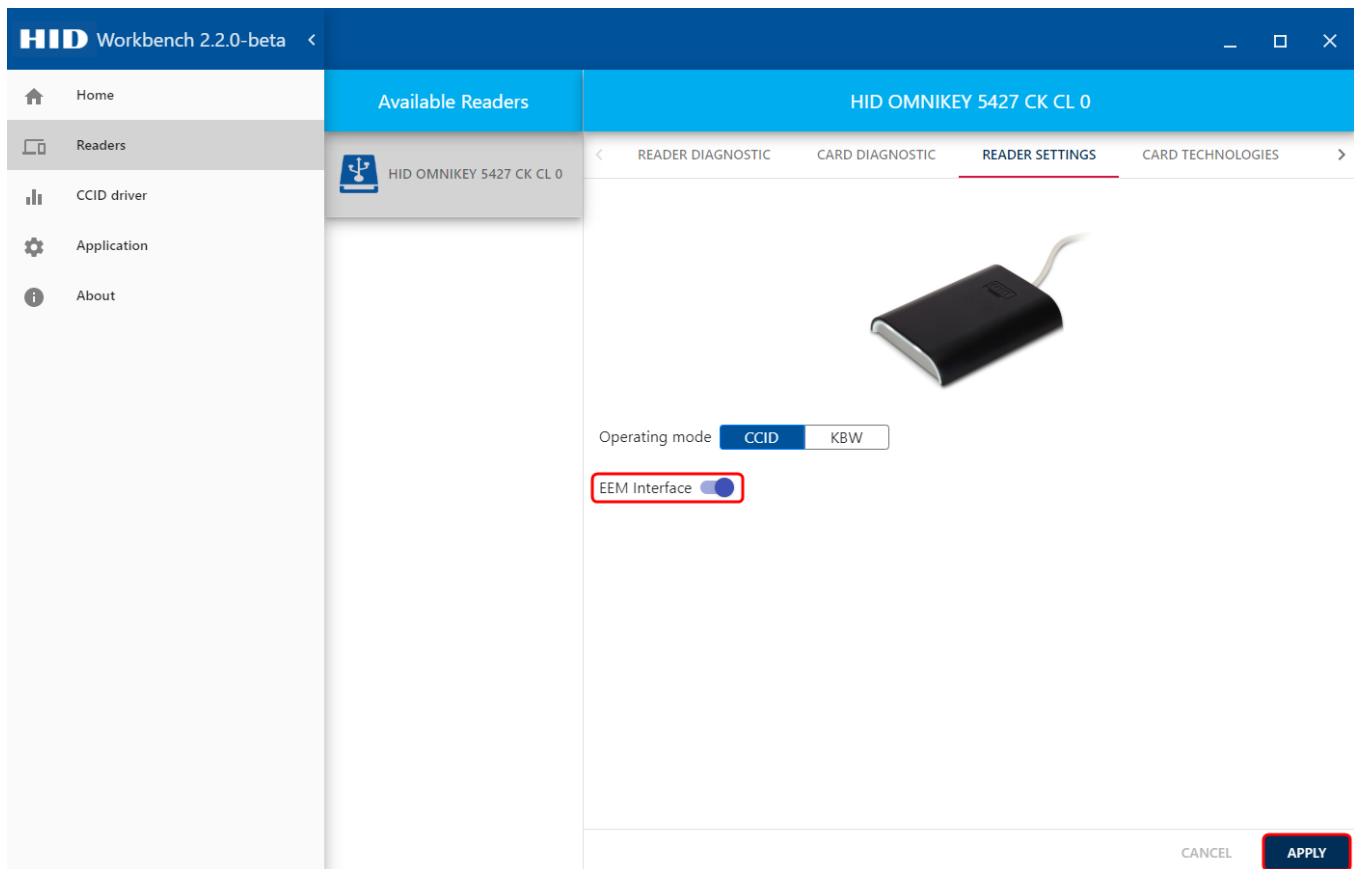 HID Workbench 2.2.0-beta
Home
Readers
CCID driver
Application
About
Available Readers
HID OMNIKEY 5427 CK CL 0
HID OMNIKEY 5427 CK CL 0
READER DIAGNOSTIC CARD DIAGNOSTIC READER SETTINGS CARD TECHNOLOGIES
Operating mode CCID KBW
EEM Interface
CANCEL APPLY